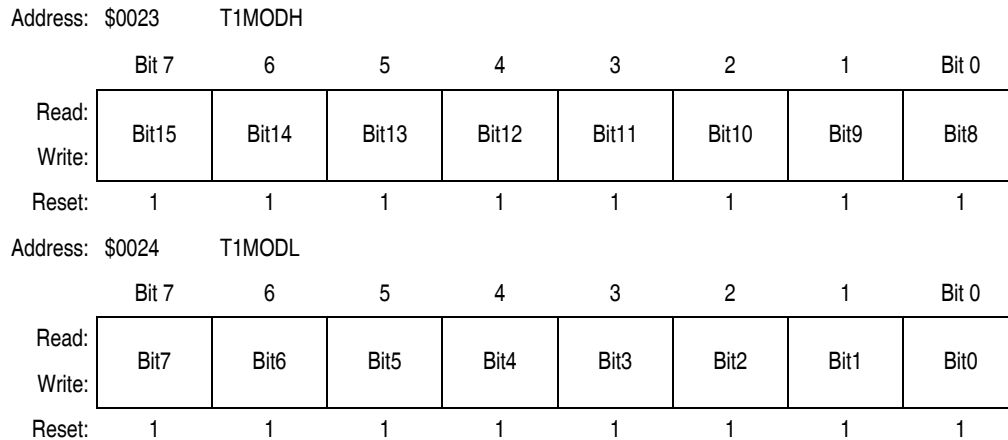 Address: $0023 T1MODH
Bit 7 6 5 4 3 2 1 Bit 0
Read:
Bit15 Bit14 Bit13 Bit12 Bit11 Bit10 Bit9 Bit8
Write:
Reset: 1 1 1 1 1 1 1 1
Address: $0024 T1MODL
Bit 7 6 5 4 3 2 1 Bit 0
Read:
Bit7 Bit6 Bit5 Bit4 Bit3 Bit2 Bit1 Bit0
Write:
Reset: 1 1 1 1 1 1 1 1